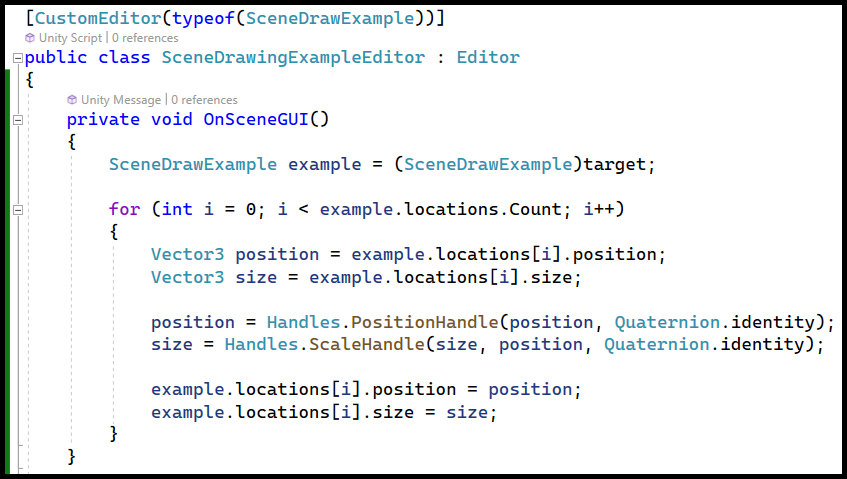 [CustomEditor(typeof(SceneDrawExample))]
Unity Script | 0 references
public class SceneDrawingExampleEditor : Editor
{
Unity Message | 0 references
private void OnSceneGUI()
{
SceneDrawExample example = (SceneDrawExample)target;
for (int i = 0; i < example.locations.Count; i++)
{
Vector3 position = example.locations[i].position;
Vector3 size = example.locations[i].size;
position = Handles.PositionHandle(position, Quaternion.identity);
size = Handles.ScaleHandle(size, position, Quaternion.identity);
example.locations[i].position = position;
example.locations[i].size = size;
}
}